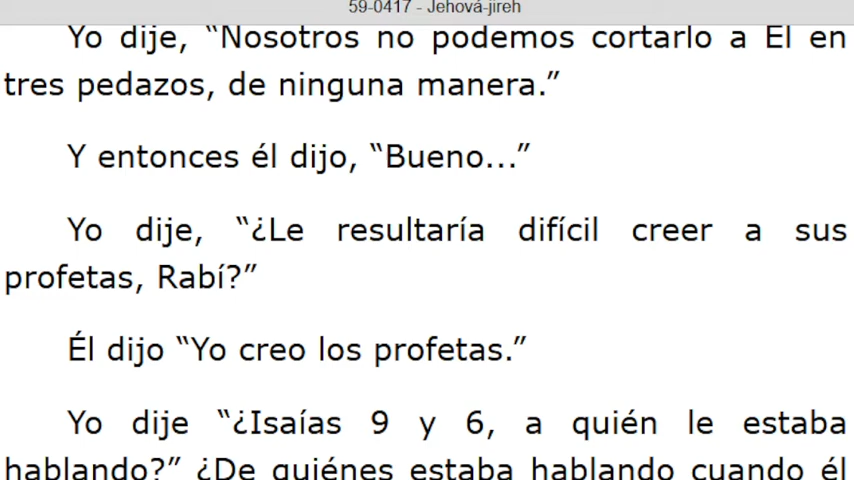 59-0417 - Jehová-jireh
Yo dije, “Nosotros no podemos cortarlo a Él en
tres pedazos, de ninguna manera.”
Y entonces él dijo, “Bueno...”
Yo dije, “¿Le resultaría difícil creer a sus
profetas, Rabí?”
Él dijo “Yo creo los profetas.”
Yo dije “¿Isaías 9 y 6, a quién le estaba
hablando?” ¿De quiénes estaba hablando cuando él